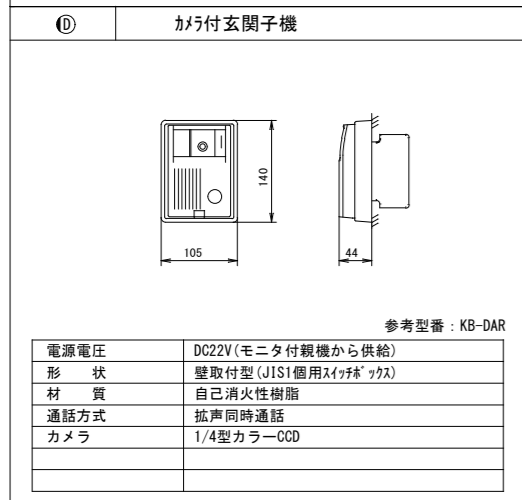 Ⓓ ｶﾒﾗ付玄関子機
140
105
44
参考型番：KB-DAR
電源電圧 DC22V(モニタ付親機から供給)
形　状 壁取付型(JIS1個用ｽｲｯﾁﾎﾞｯｸｽ)
材　質 自己消火性樹脂
通話方式 拡声同時通話
カメラ 1/4型カラーCCD